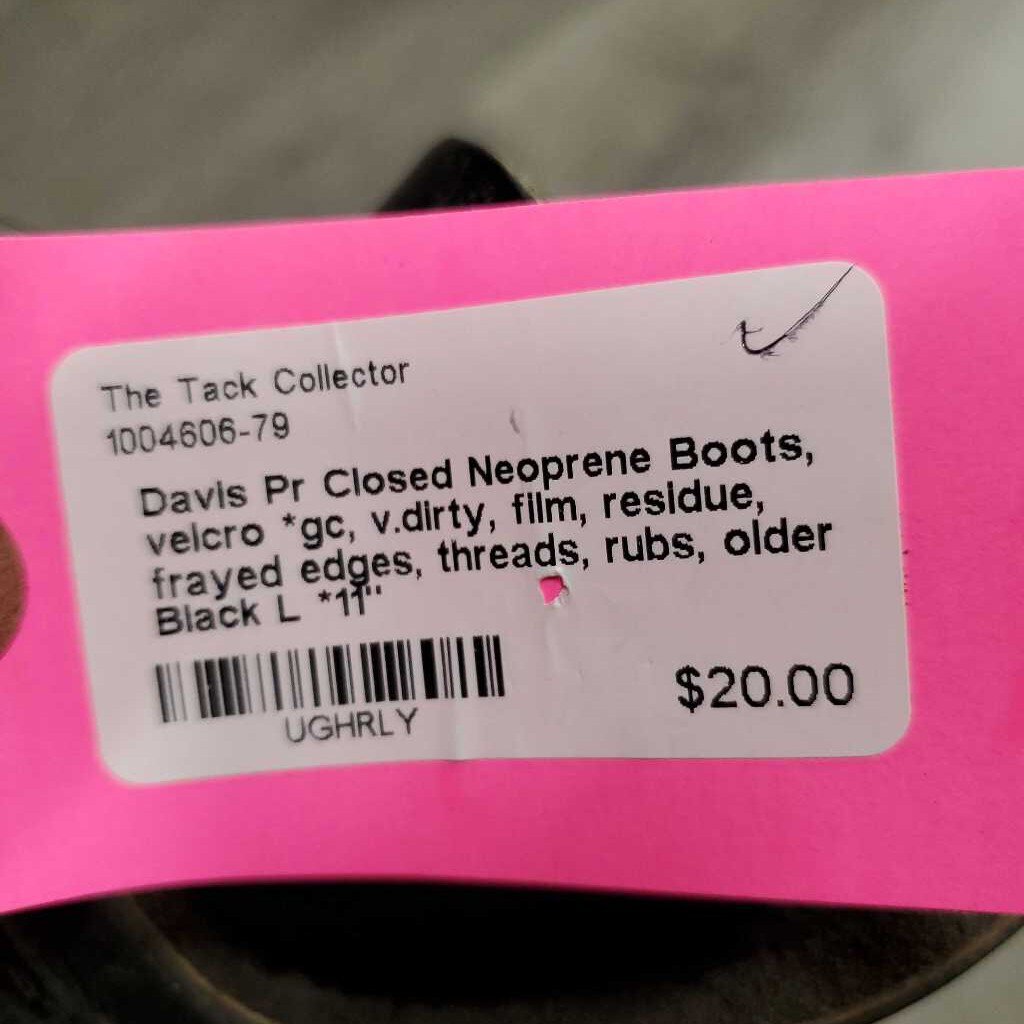 The Tack Collector
1004606-79
Davis Pr Closed Neoprene Boots,
velcro *gc, v.dirty, film, residue,
frayed edges, threads, rubs, older
Black L *11"
UGHRLY
$20.00